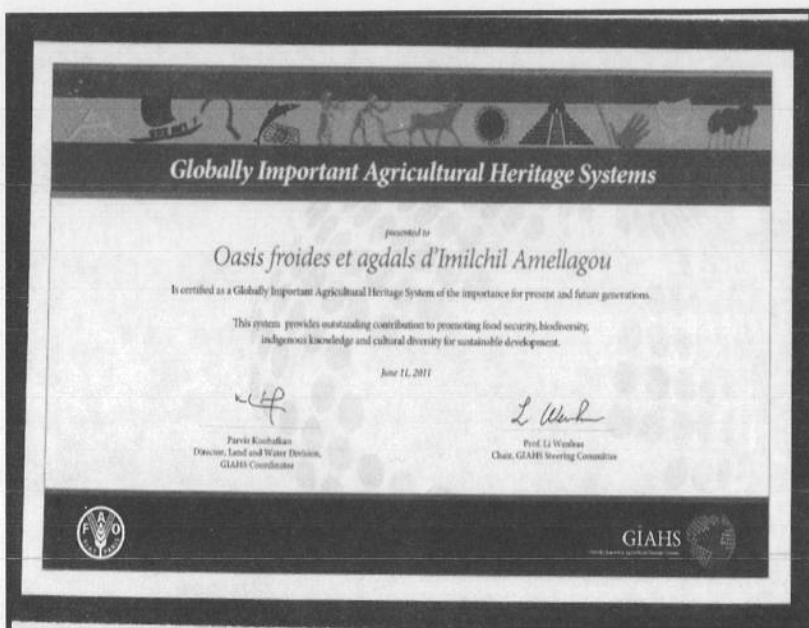 Globally Important Agricultural Heritage Systems
presented to
Oasis froides et agdals d'Imilchil Amellagou
Is certified as a Globally Important Agricultural Heritage System of the importance for present and future generations.
This system provides outstanding contribution to promoting food security, biodiversity,
indigenous knowledge and cultural diversity for sustainable development.
June 11, 2011
Parviz Koohafkan
Director, Land and Water Division,
GIAHS Coordinator
Prof. Li Wenhua
Chair, GIAHS Steering Committee
FAO
FIAT PANIS
GIAHS